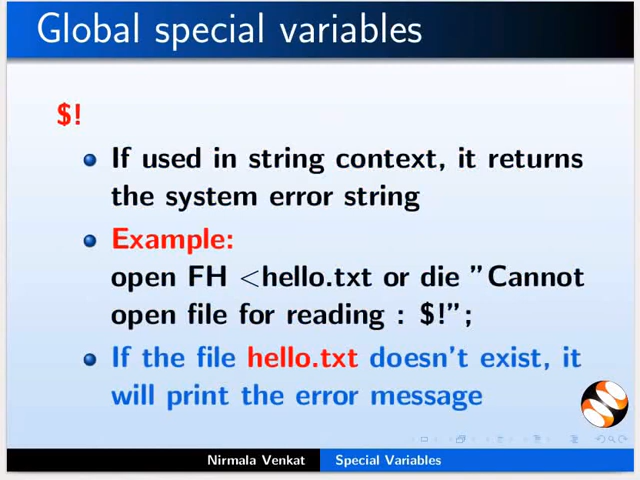 Global special variables
$!
If used in string context, it returns
the system error string
Example:
open FH <hello.txt or die "Cannot
open file for reading : $!";
If the file hello.txt doesn't exist, it
will print the error message
Nirmala Venkat Special Variables